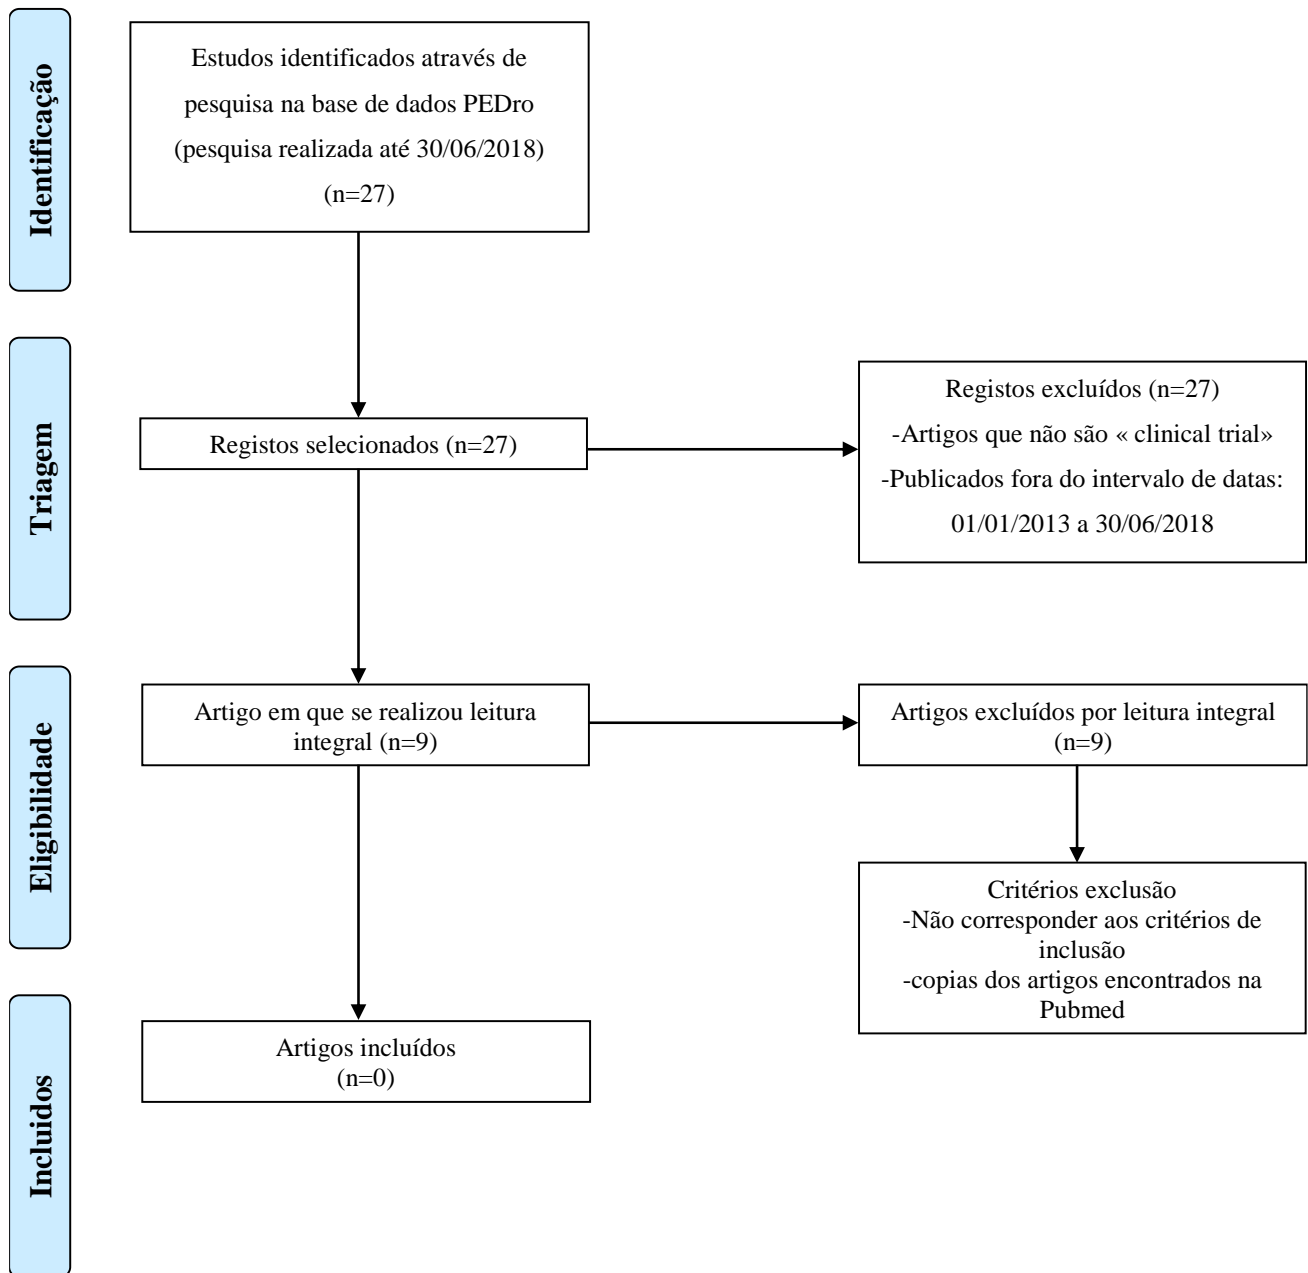 Identificação
Estudos identificados através de
pesquisa na base de dados PEDro
(pesquisa realizada até 30/06/2018)
(n=27)
Triagem
Registos selecionados (n=27)
Registos excluídos (n=27)
-Artigos que não são « clinical trial»
-Publicados fora do intervalo de datas:
01/01/2013 a 30/06/2018
Eligibilidade
Artigo em que se realizou leitura
integral (n=9)
Artigos excluídos por leitura integral
(n=9)
Critérios exclusão
-Não corresponder aos critérios de
inclusão
-copias dos artigos encontrados na
Pubmed
Incluidos
Artigos incluídos
(n=0)